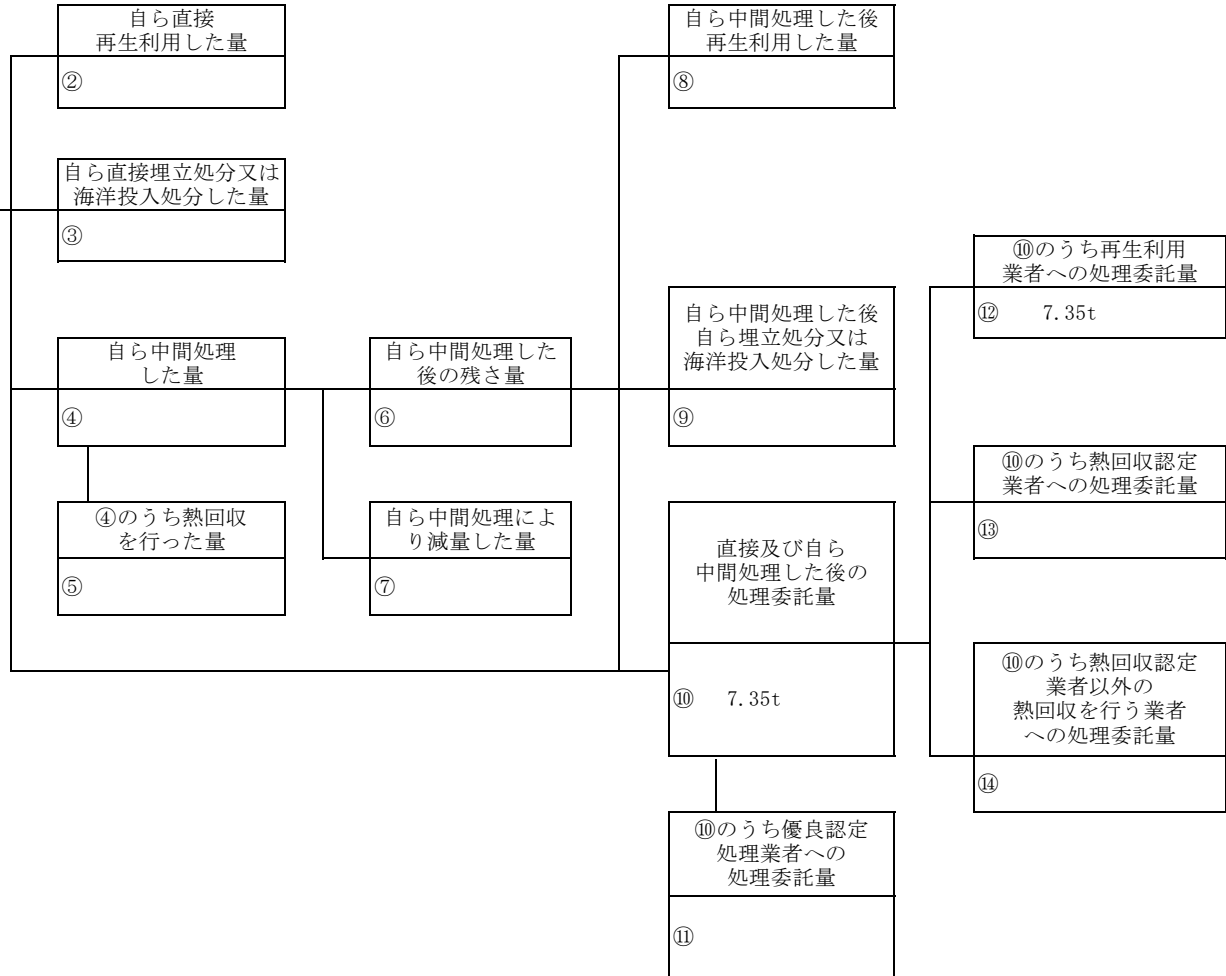 自ら直接
再生利用した量
②
自ら中間処理した後
再生利用した量
⑧
自ら直接埋立処分又は
海洋投入処分した量
③
⑩のうち再生利用
業者への処理委託量
⑫ 7.35t
自ら中間処理
した量
④
自ら中間処理した
後の残さ量
⑥
自ら中間処理した後
自ら埋立処分又は
海洋投入処分した量
⑨
⑩のうち熱回収認定
業者への処理委託量
⑬
④のうち熱回収
を行った量
⑤
自ら中間処理によ
り減量した量
⑦
直接及び自ら
中間処理した後の
処理委託量
⑩ 7.35t
⑩のうち熱回収認定
業者以外の
熱回収を行う業者
への処理委託量
⑭
⑩のうち優良認定
処理業者への
処理委託量
⑪